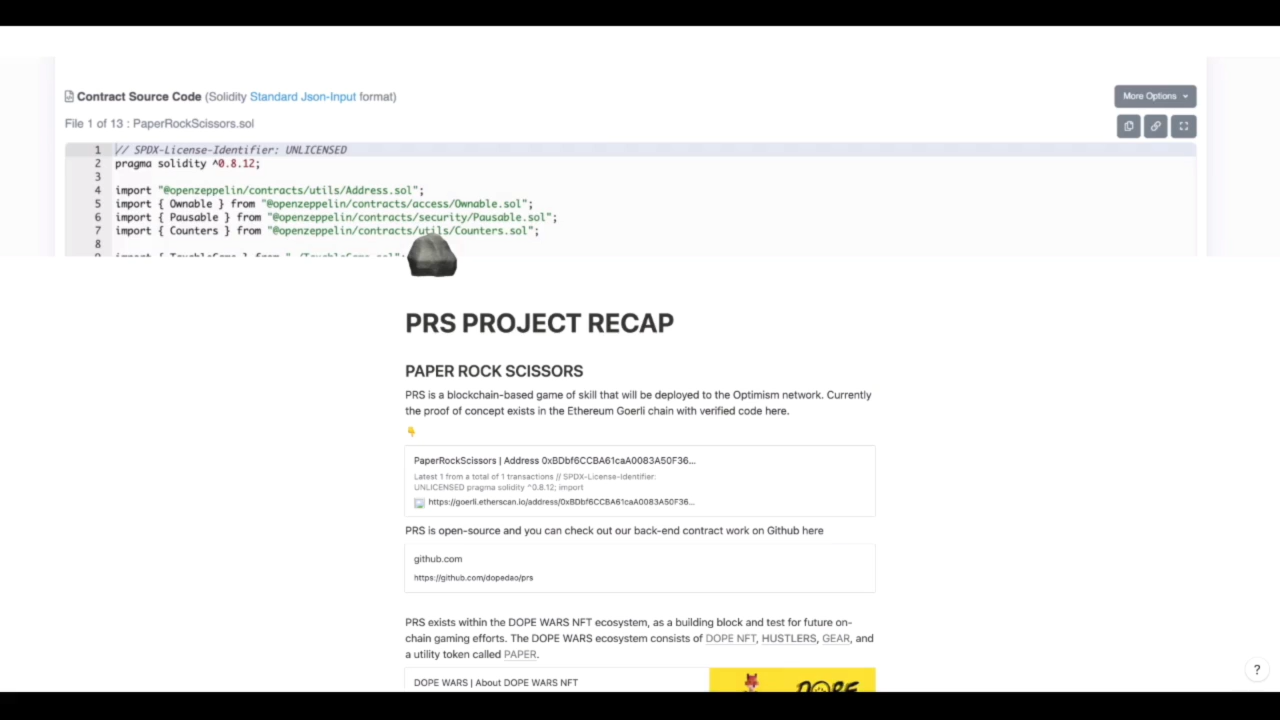 Contract Source Code (Solidity Standard Json-Input format)
More Options
File 1 of 13 : PaperRockScissors.sol
1 // SPDX-License-Identifier: UNLICENSED
2 pragma solidity ^0.8.12;
3
4 import "@openzeppelin/contracts/utils/Address.sol";
5 import { Ownable } from "@openzeppelin/contracts/access/Ownable.sol";
6 import { Pausable } from "@openzeppelin/contracts/security/Pausable.sol";
7 import { Counters } from "@openzeppelin/contracts/utils/Counters.sol";
8
PRS PROJECT RECAP
PAPER ROCK SCISSORS
PRS is a blockchain-based game of skill that will be deployed to the Optimism network. Currently
the proof of concept exists in the Ethereum Goerli chain with verified code here.
PaperRockScissors | Address 0xBDbf6CCBA61caA0083A50F36...
Latest 1 from a total of 1 transactions // SPDX-License-Identifier:
UNLICENSED pragma solidity ^0.8.12; import
https://goerli.etherscan.io/address/0xBDbf6CCBA61caA0083A50F36...
PRS is open-source and you can check out our back-end contract work on Github here
github.com
https://github.com/dopedao/prs
PRS exists within the DOPE WARS NFT ecosystem, as a building block and test for future on-
chain gaming efforts. The DOPE WARS ecosystem consists of DOPE NFT, HUSTLERS, GEAR, and
a utility token called PAPER.
DOPE WARS | About DOPE WARS NFT
DOPE
?